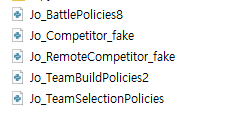 Jo_BattlePolicies8
Jo_Competitor_fake
Jo_RemoteCompetitor_fake
Jo_TeamBuildPolicies2
Jo_TeamSelectionPolicies